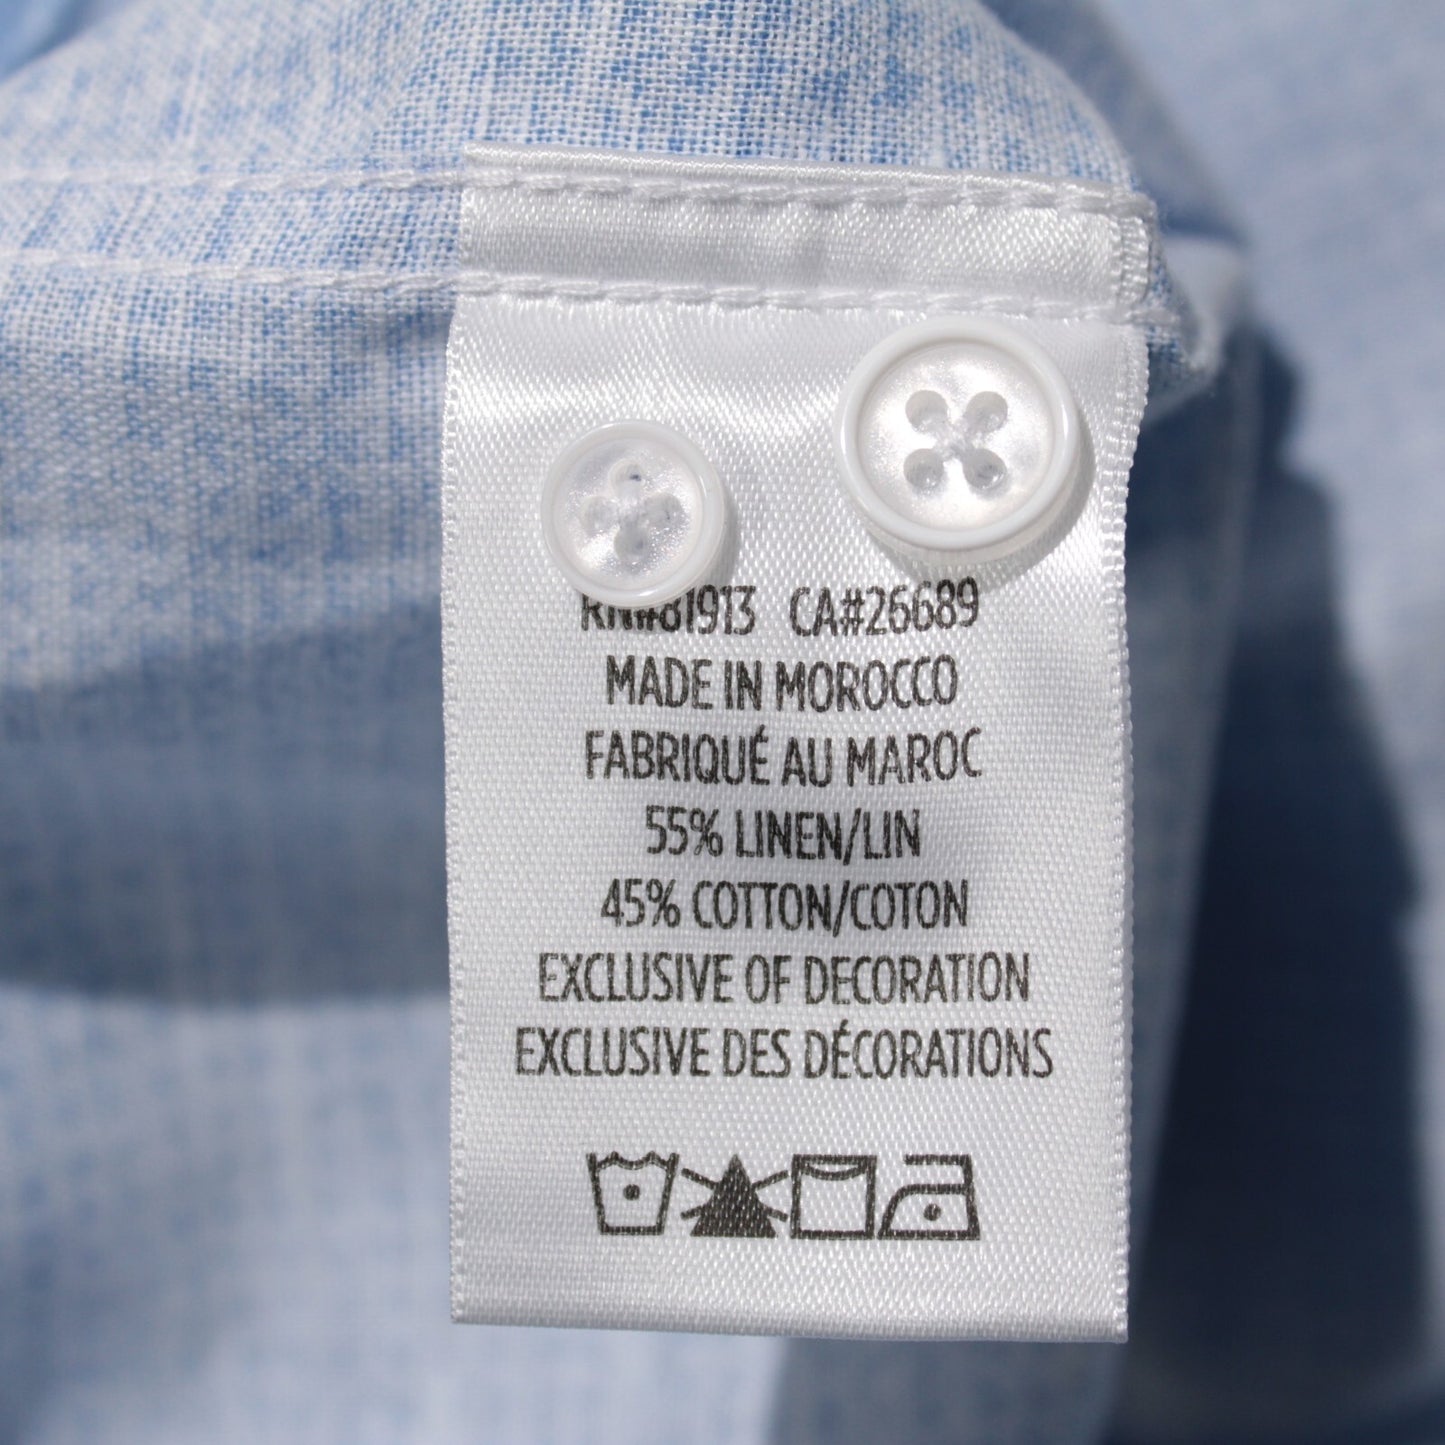 RN#81913 CA#26689
MADE IN MOROCCO
FABRIQUÉ AU MAROC
55% LINEN/LIN
45% COTTON/COTON
EXCLUSIVE OF DECORATION
EXCLUSIVE DES DÉCORATIONS